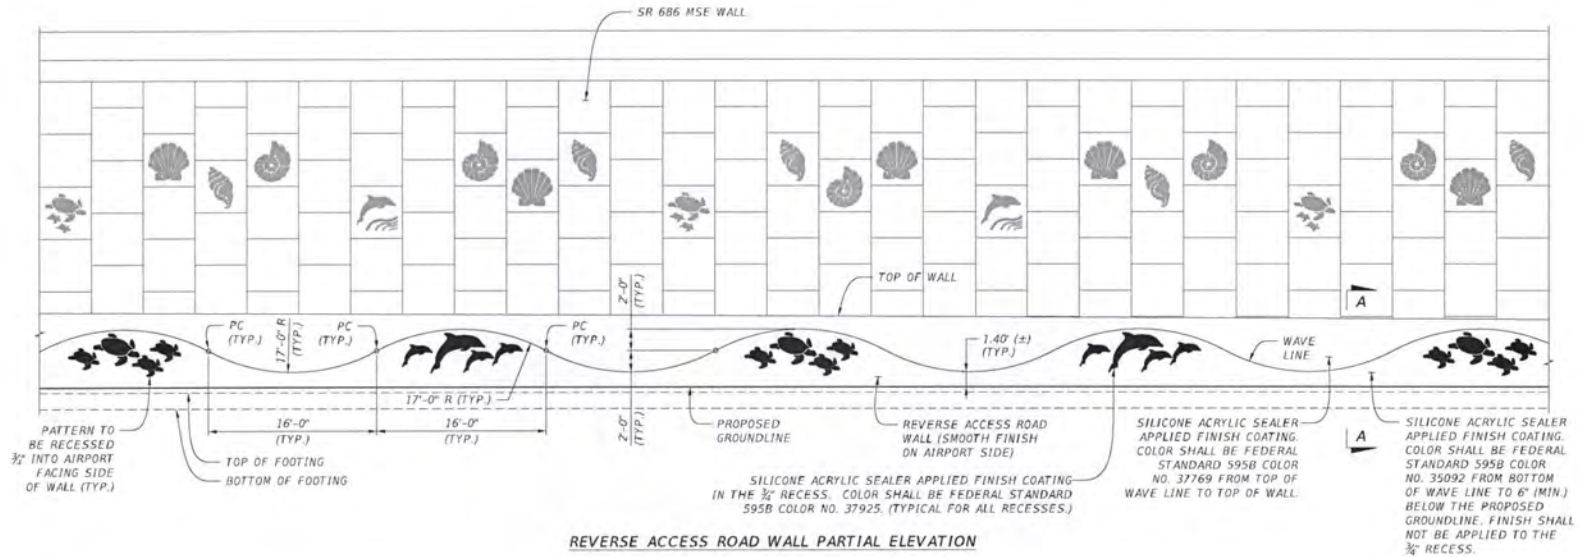 SR 686 MSE WALL
TOP OF WALL
A
2'-0"
(TYP.)
PC
(TYP.)
17'-0" R
(TYP.)
PC
(TYP.)
PC
(TYP.)
1.40' (±)
(TYP.)
WAVE
LINE
17'-0" R (TYP.)
16'-0"
(TYP.)
16'-0"
(TYP.)
2'-0"
(TYP.)
PATTERN TO
BE RECESSED
¾" INTO AIRPORT
FACING SIDE
OF WALL (TYP.)
TOP OF FOOTING
BOTTOM OF FOOTING
PROPOSED
GROUNDLINE
REVERSE ACCESS ROAD
WALL (SMOOTH FINISH
ON AIRPORT SIDE)
SILICONE ACRYLIC SEALER APPLIED FINISH COATING
IN THE ¾" RECESS. COLOR SHALL BE FEDERAL STANDARD
595B COLOR NO. 37925. (TYPICAL FOR ALL RECESSES.)
SILICONE ACRYLIC SEALER
APPLIED FINISH COATING.
COLOR SHALL BE FEDERAL
STANDARD 595B COLOR
NO. 37769 FROM TOP OF
WAVE LINE TO TOP OF WALL.
A
SILICONE ACRYLIC SEALER
APPLIED FINISH COATING.
COLOR SHALL BE FEDERAL
STANDARD 595B COLOR
NO. 35092 FROM BOTTOM
OF WAVE LINE TO 6" (MIN.)
BELOW THE PROPOSED
GROUNDLINE. FINISH SHALL
NOT BE APPLIED TO THE
¾" RECESS.
REVERSE ACCESS ROAD WALL PARTIAL ELEVATION